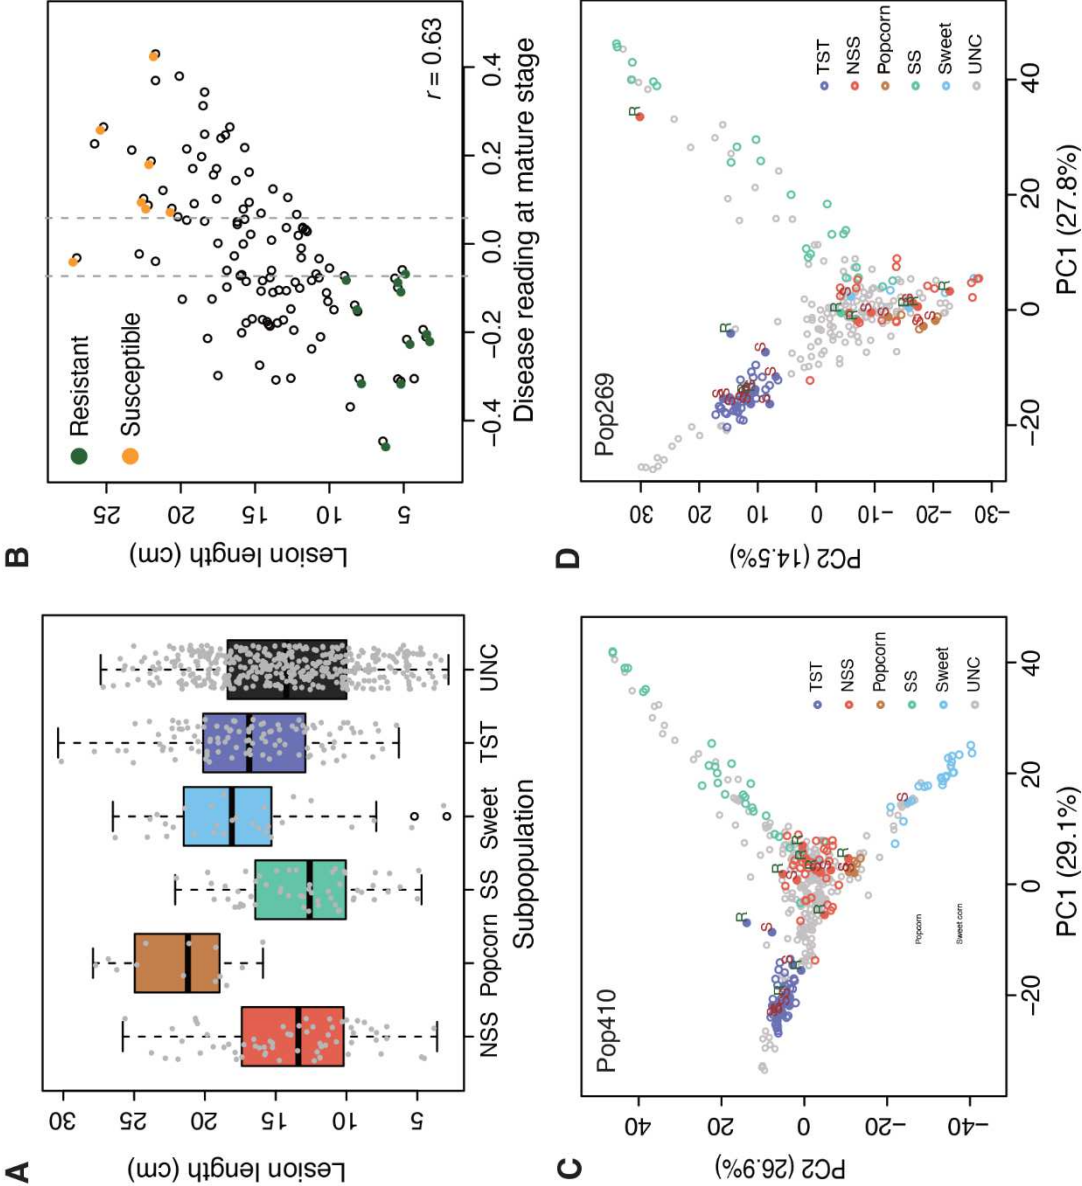 A
30
25
20
15
10
5
Lesion length (cm)
NSS
Popcorn
SS
Sweet
TST
UNC
Subpopulation
B
25
20
15
10
5
Lesion length (cm)
Resistant
Susceptible
r = 0.63
−0.4
−0.2
0.0
0.2
0.4
Disease reading at mature stage
C
Pop410
40
20
0
−20
−40
PC2 (26.9%)
TST
NSS
Popcorn
SS
Sweet
UNC
Popcorn
Sweet corn
R
S
−20
0
20
40
PC1 (29.1%)
D
Pop269
30
20
10
0
−10
−20
−30
PC2 (14.5%)
TST
NSS
Popcorn
SS
Sweet
UNC
R
S
−20
0
20
40
PC1 (27.8%)